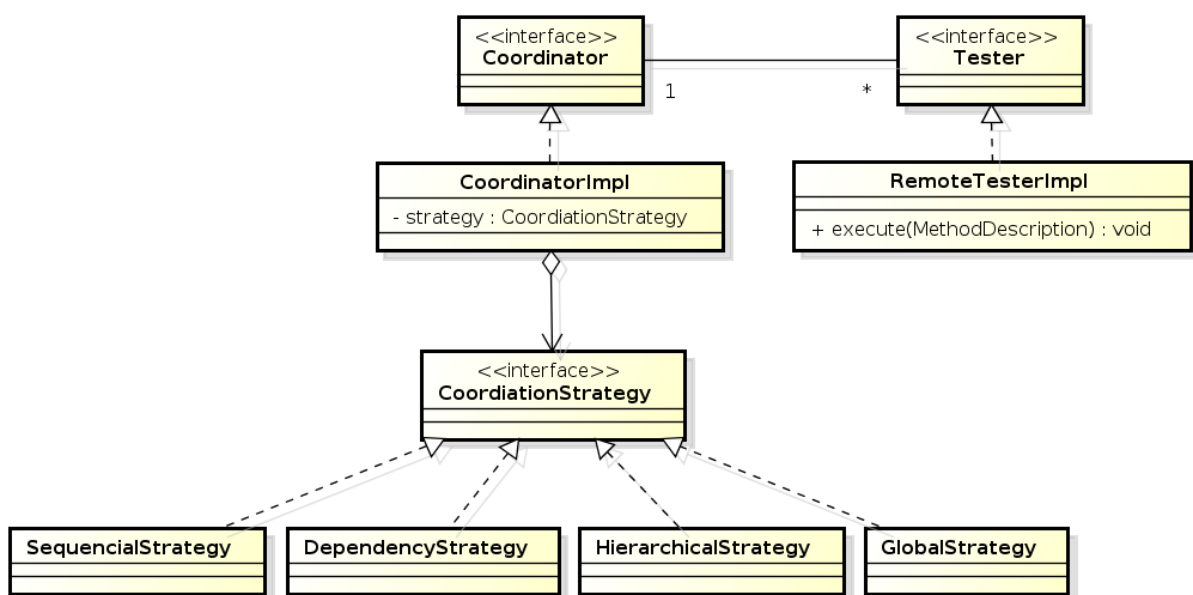 <<interface>>
Coordinator
<<interface>>
Tester
1
*
CoordinatorImpl
- strategy : CoordiationStrategy
RemoteTesterImpl
+ execute(MethodDescription) : void
<<interface>>
CoordiationStrategy
SequencialStrategy
DependencyStrategy
HierarchicalStrategy
GlobalStrategy